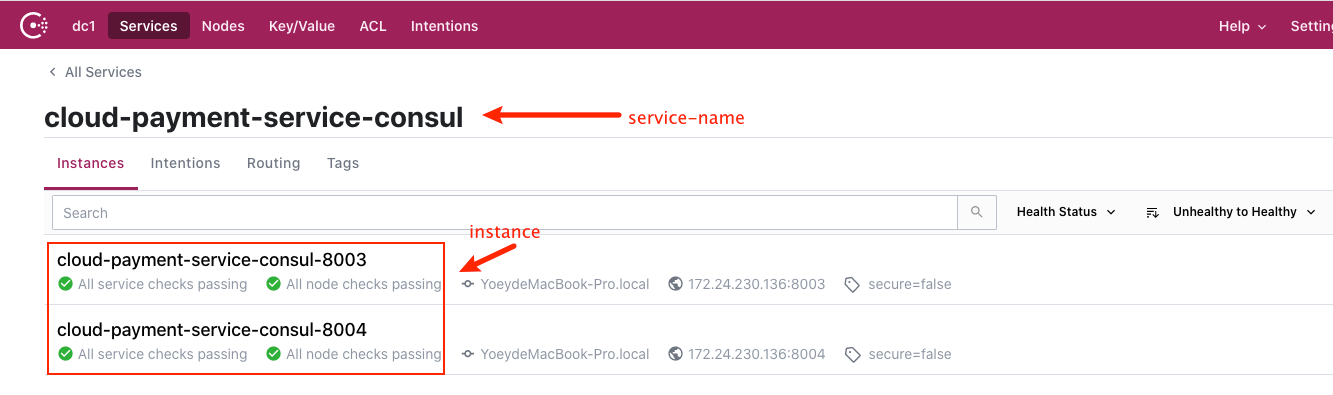 dc1 Services Nodes Key/Value ACL Intentions Help Setting
All Services
cloud-payment-service-consul service-name
Instances Intentions Routing Tags
Search Health Status Unhealthy to Healthy
instance
cloud-payment-service-consul-8003
All service checks passing All node checks passing YoeydeMacBook-Pro.local 172.24.230.136:8003 secure=false
cloud-payment-service-consul-8004
All service checks passing All node checks passing YoeydeMacBook-Pro.local 172.24.230.136:8004 secure=false